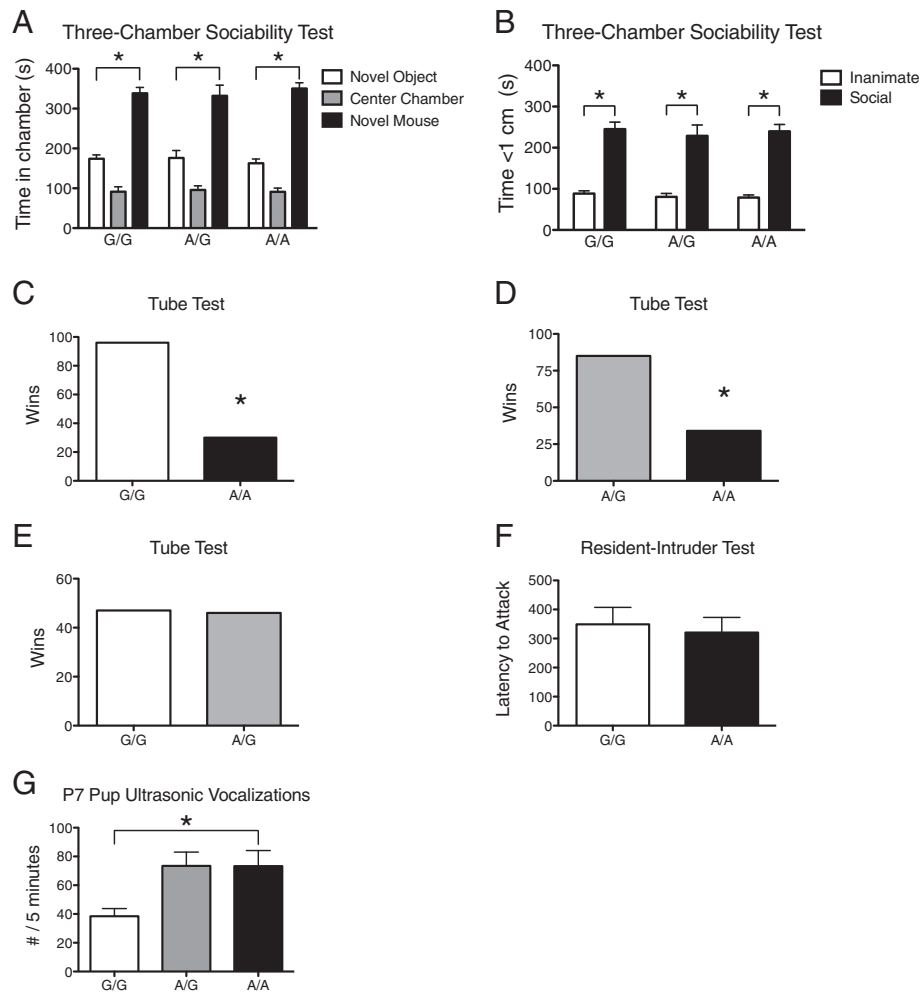 A
Three-Chamber Sociability Test
Time in chamber (s)
400
300
200
100
0
* * *
G/G A/G A/A
Novel Object
Center Chamber
Novel Mouse
B
Three-Chamber Sociability Test
Time <1 cm (s)
400
300
200
100
0
* * *
G/G A/G A/A
Inanimate
Social
C
Tube Test
Wins
100
80
60
40
20
0
*
G/G A/A
D
Tube Test
Wins
100
75
50
25
0
*
A/G A/A
E
Tube Test
Wins
60
40
20
0
G/G A/G
F
Resident-Intruder Test
Latency to Attack
500
400
300
200
100
0
G/G A/A
G
P7 Pup Ultrasonic Vocalizations
# / 5 minutes
100
80
60
40
20
0
*
G/G A/G A/A